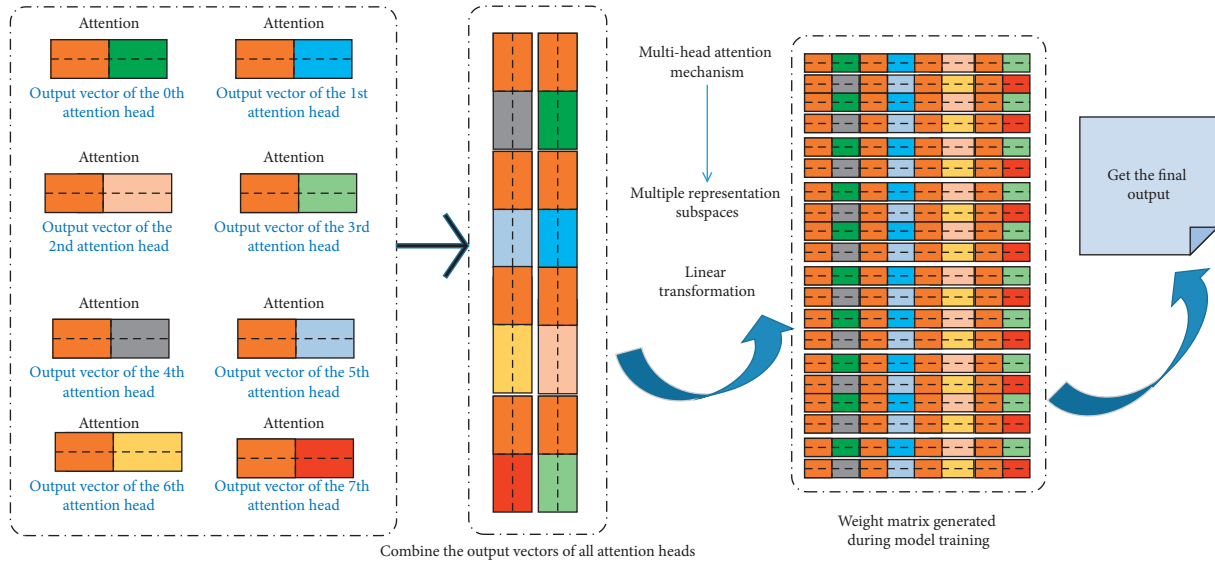 Attention
Output vector of the 0th
attention head
Attention
Output vector of the 1st
attention head
Attention
Output vector of the
2nd attention head
Attention
Output vector of the 3rd
attention head
Attention
Output vector of the 4th
attention head
Attention
Output vector of the 5th
attention head
Attention
Output vector of the 6th
attention head
Attention
Output vector of the 7th
attention head
Combine the output vectors of all attention heads
Multi-head attention
mechanism
Multiple representation
subspaces
Linear
transformation
Weight matrix generated
during model training
Get the final
output